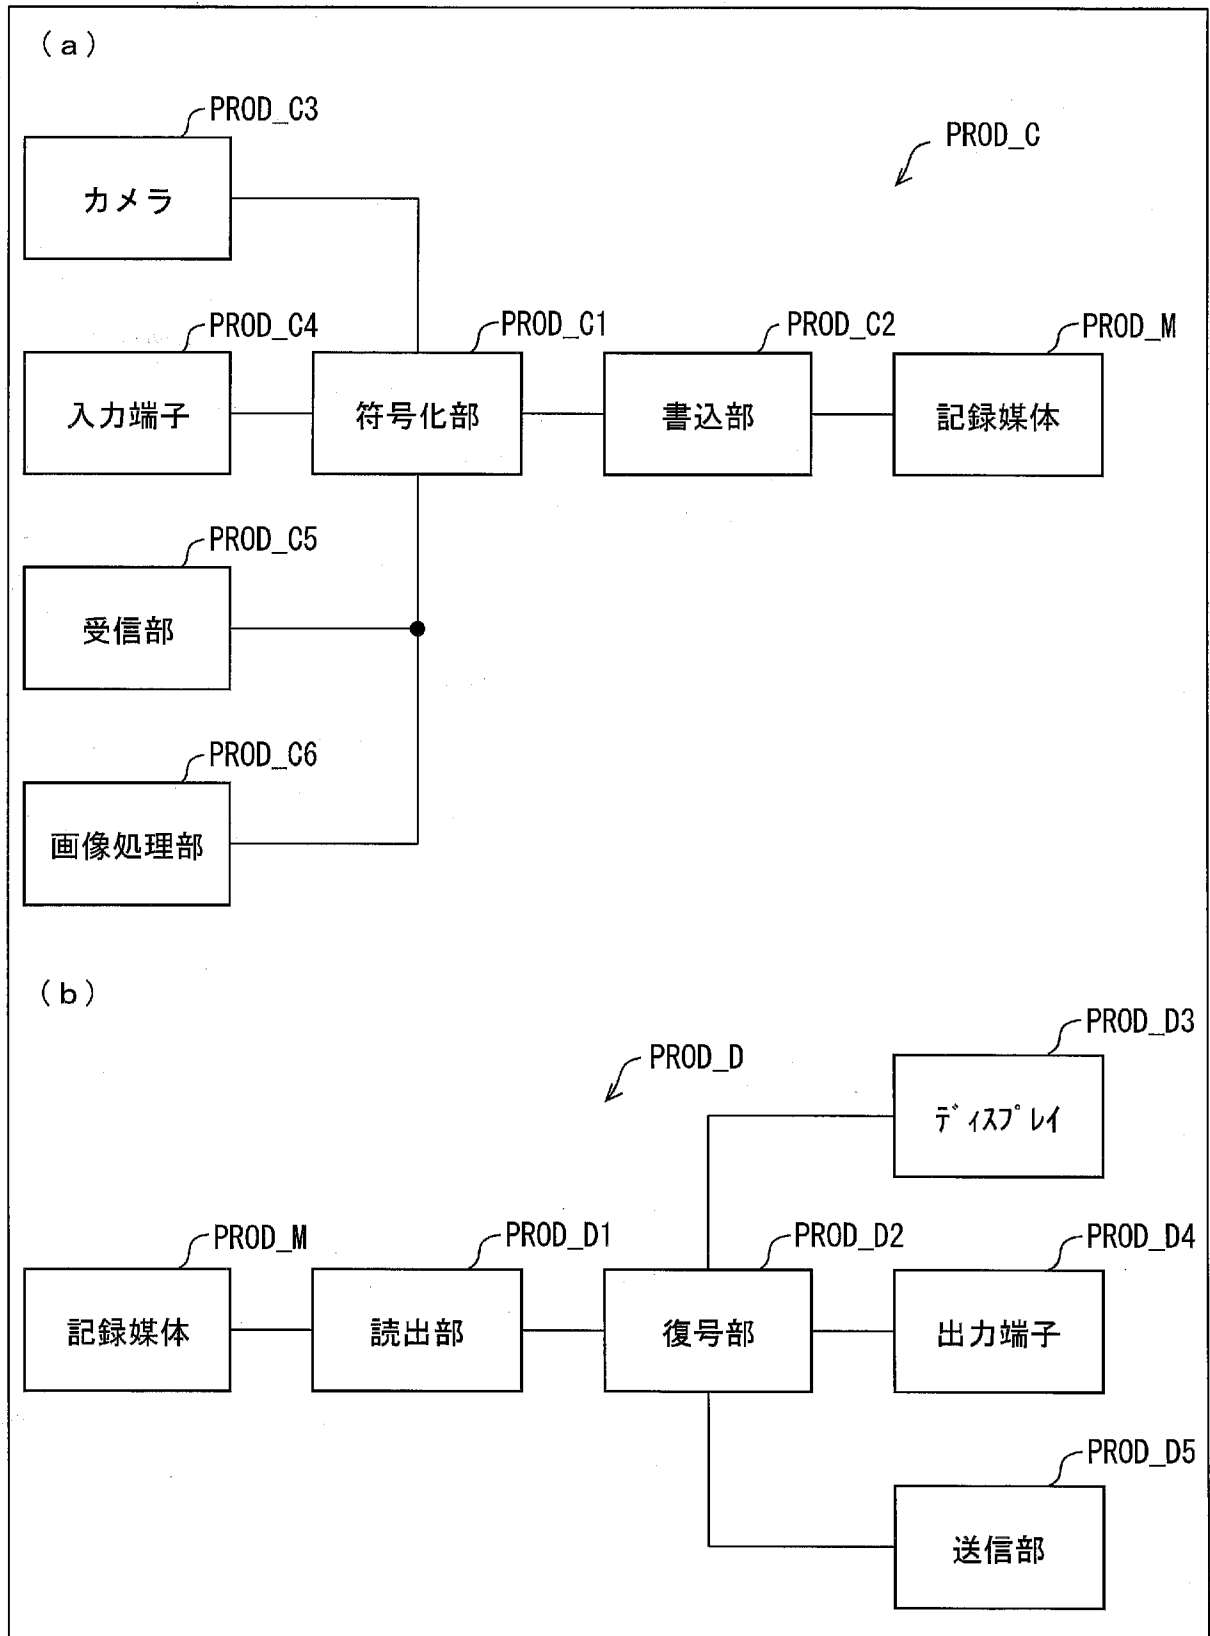 (a)
PROD_C3
PROD_C
カメラ
PROD_C4
PROD_C1
PROD_C2
PROD_M
入力端子
符号化部
書込部
記録媒体
PROD_C5
受信部
PROD_C6
画像処理部
(b)
PROD_D3
PROD_D
ディスプレイ
PROD_M
PROD_D1
PROD_D2
PROD_D4
記録媒体
読出部
復号部
出力端子
PROD_D5
送信部